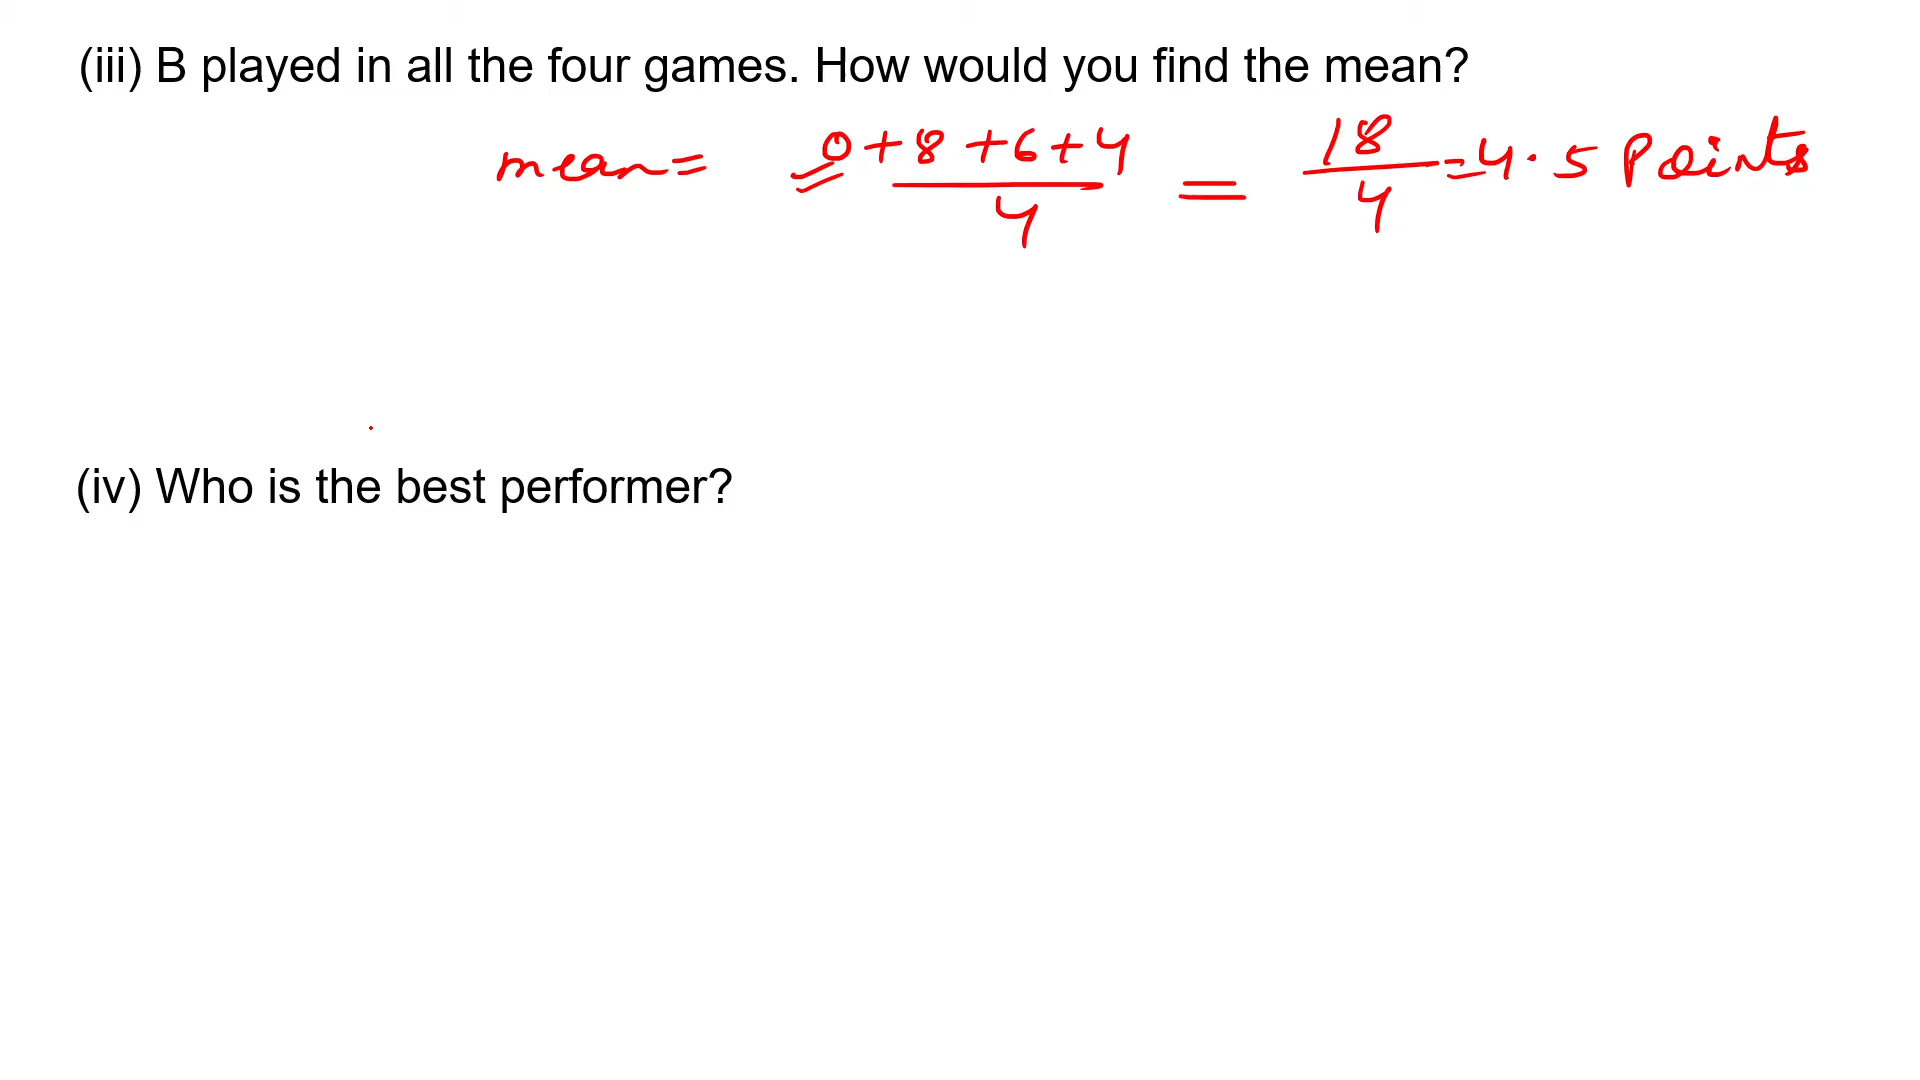 (iii) B played in all the four games. How would you find the mean?
mean = 0+8+6+4 / 4 = 18/4 = 4.5 Points
(iv) Who is the best performer?